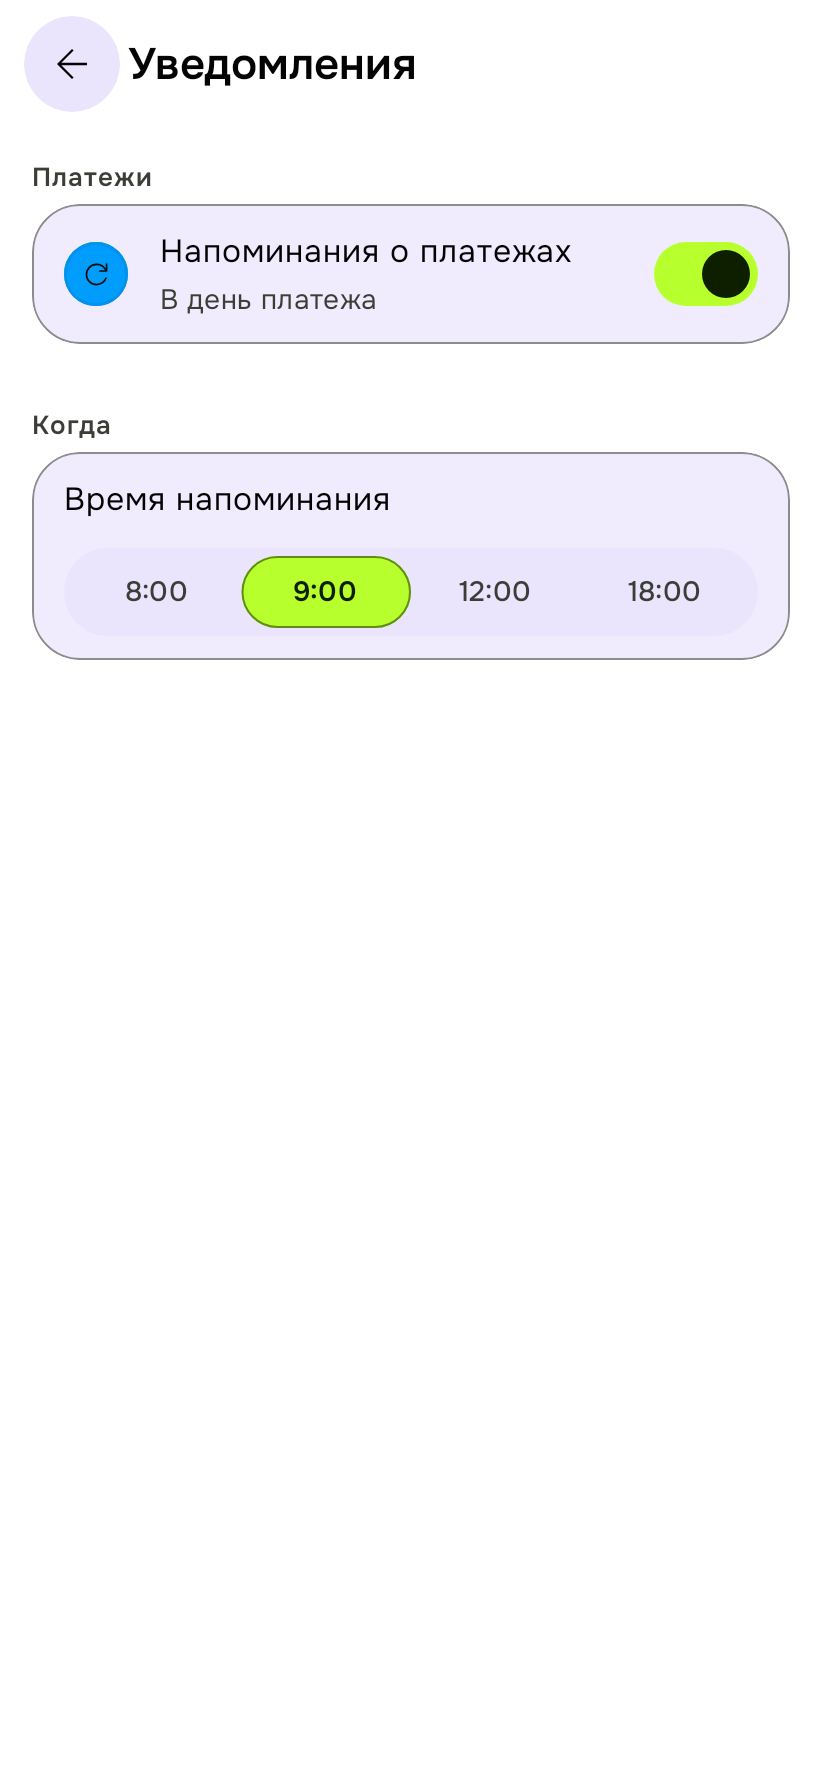 Уведомления
Платежи
Напоминания о платежах
В день платежа
Когда
Время напоминания
8:00 9:00 12:00 18:00